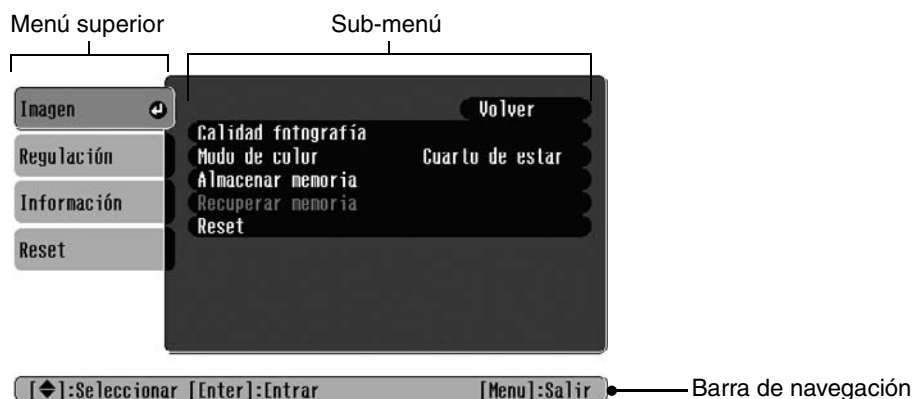 Menú superior
Sub-menú
Imagen
Volver
Calidad fotografía
Regulación
Modo de color Cuarto de estar
Almacenar memoria
Información
Recuperar memoria
Reset
Reset
[ ]:Seleccionar [Enter]:Entrar [Menu]:Salir
Barra de navegación